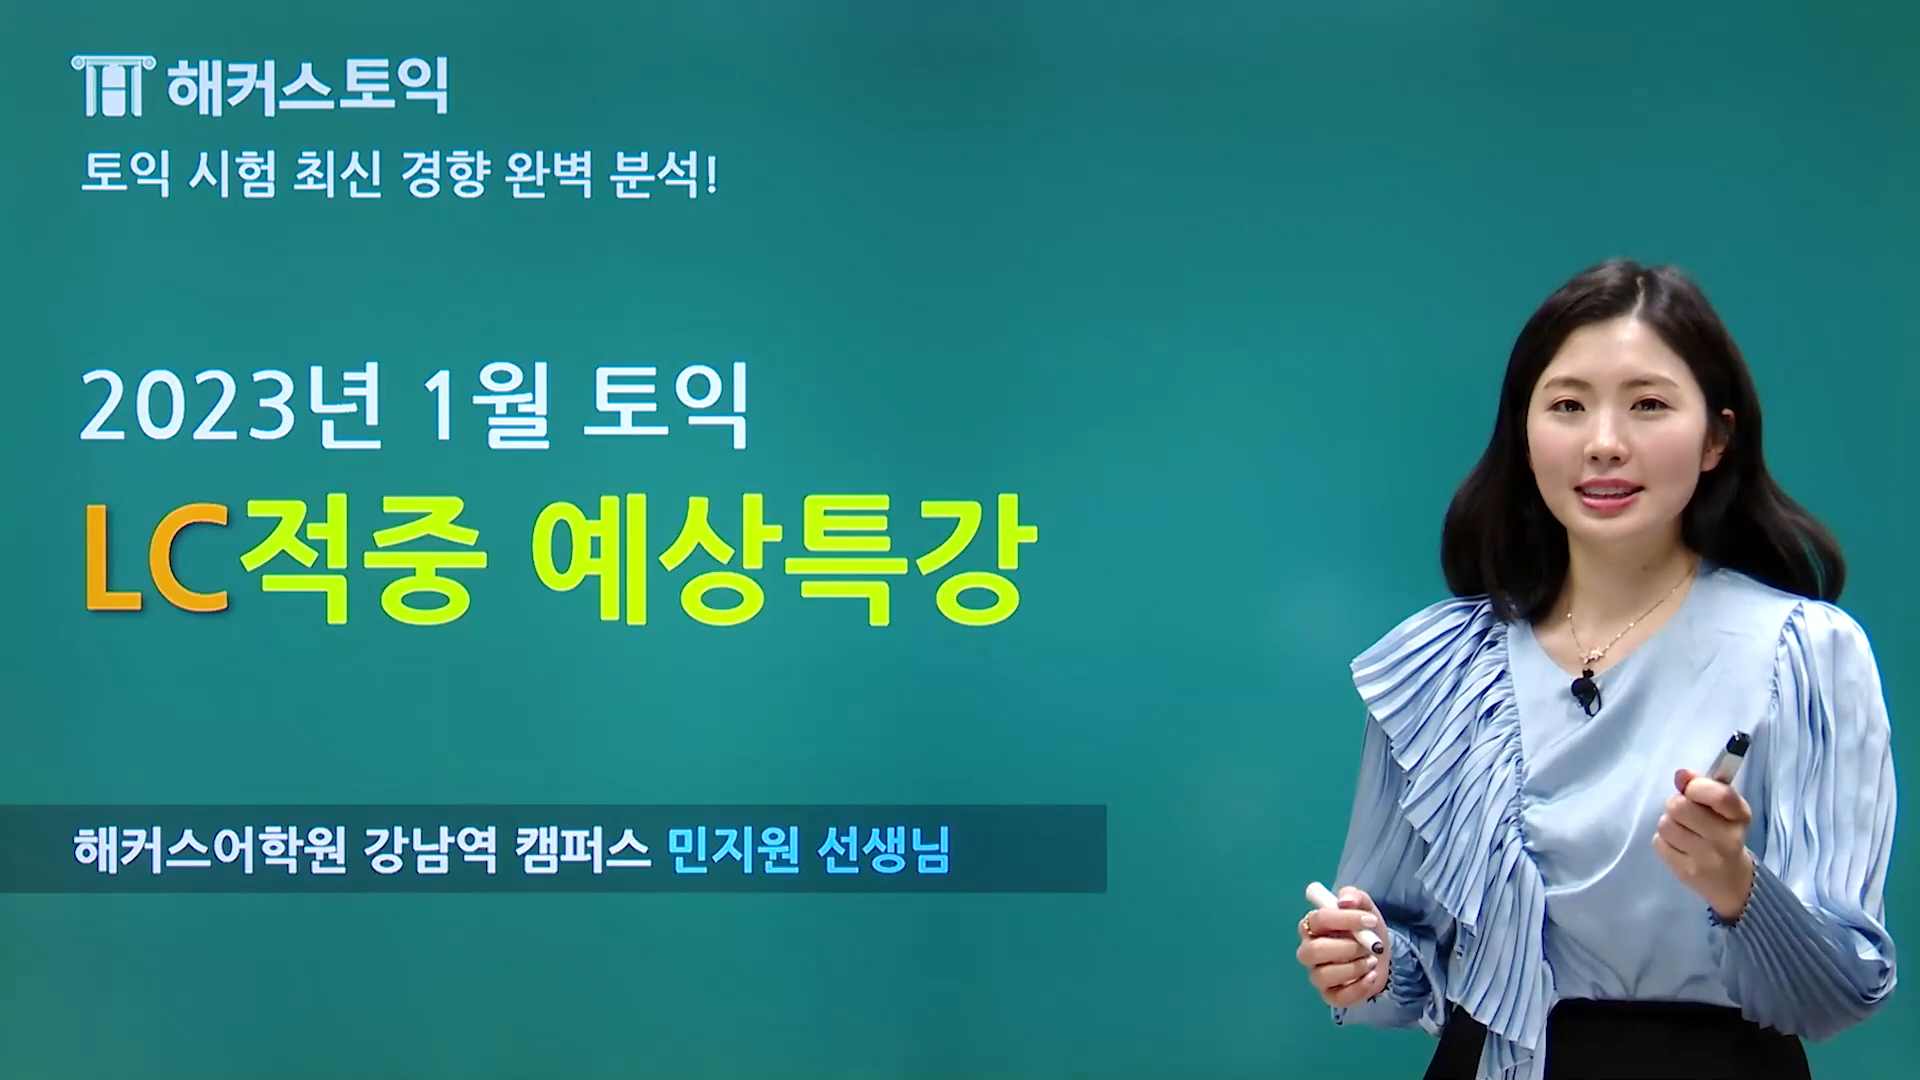 해커스토익
토익 시험 최신 경향 완벽 분석!
2023년 1월 토익
LC적중 예상특강
해커스어학원 강남역 캠퍼스 민지원 선생님